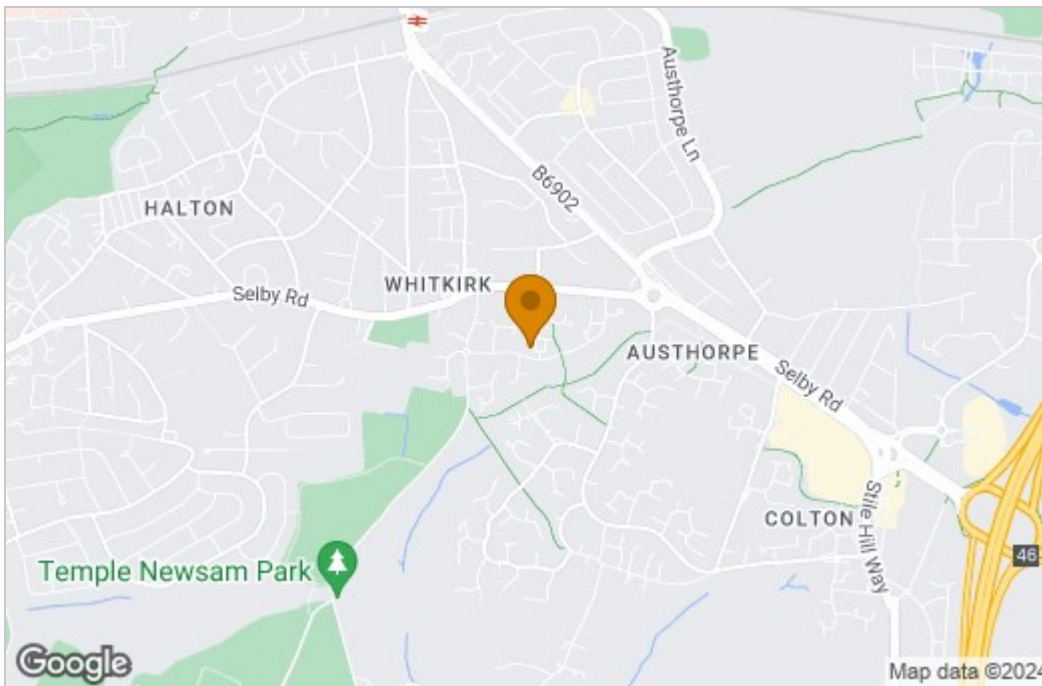 Austhorpe Ln
B6902
HALTON
WHITKIRK
Selby Rd
AUSTHORPE
Selby Rd
COLTON
Stile Hill Way
46
Temple Newsam Park
Google
Map data ©2024